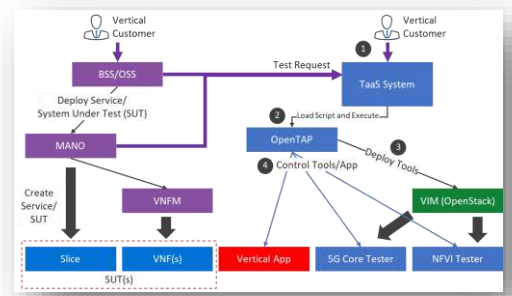 Vertical
Customer
Vertical
Customer
1
BSS/OSS
Test Request
TaaS System
Deploy Service/
System Under Test (SUT)
2
Load Script and Execute
MANO
OpenTAP
3
Deploy Tools
4
Control Tools/App
Create
Service/
SUT
VNFM
VIM (OpenStack)
Slice
VNF(s)
Vertical App
5G Core Tester
NFVI Tester
SUT(s)